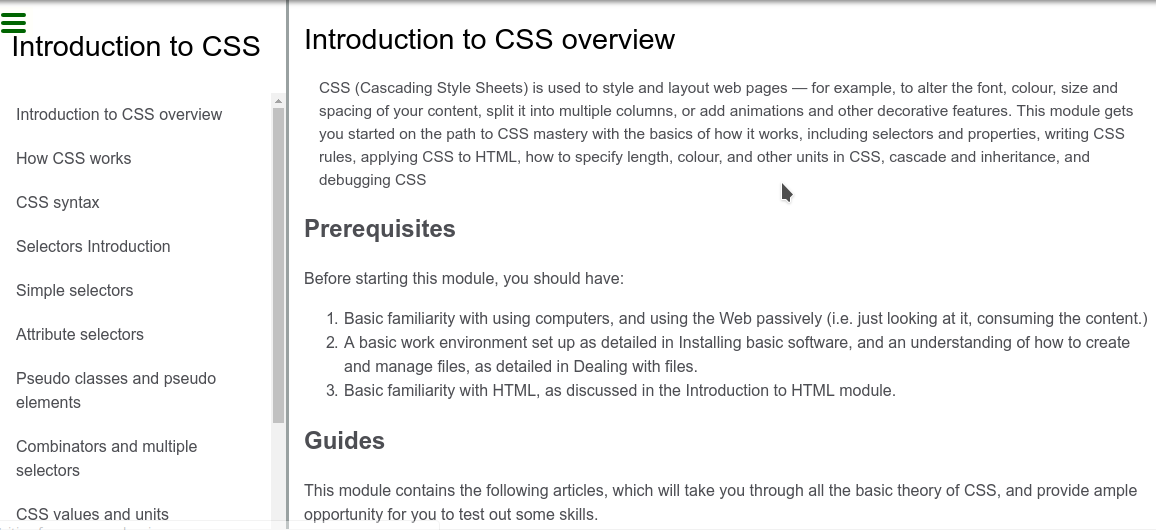 Introduction to CSS
Introduction to CSS overview
How CSS works
CSS syntax
Selectors Introduction
Simple selectors
Attribute selectors
Pseudo classes and pseudo
elements
Combinators and multiple
selectors
CSS values and units
Introduction to CSS overview
CSS (Cascading Style Sheets) is used to style and layout web pages — for example, to alter the font, colour, size and
spacing of your content, split it into multiple columns, or add animations and other decorative features. This module gets
you started on the path to CSS mastery with the basics of how it works, including selectors and properties, writing CSS
rules, applying CSS to HTML, how to specify length, colour, and other units in CSS, cascade and inheritance, and
debugging CSS
Prerequisites
Before starting this module, you should have:
1. Basic familiarity with using computers, and using the Web passively (i.e. just looking at it, consuming the content.)
2. A basic work environment set up as detailed in Installing basic software, and an understanding of how to create
and manage files, as detailed in Dealing with files.
3. Basic familiarity with HTML, as discussed in the Introduction to HTML module.
Guides
This module contains the following articles, which will take you through all the basic theory of CSS, and provide ample
opportunity for you to test out some skills.